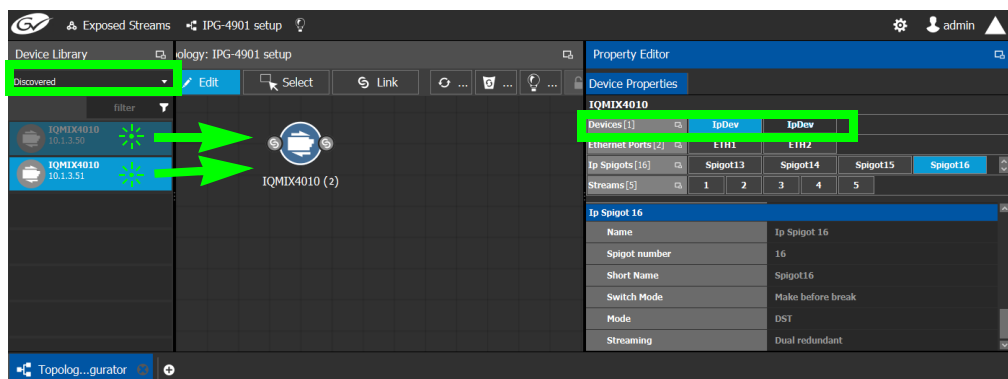 GV Exposed Streams IPG-4901 setup admin
Device Library
ology: IPG-4901 setup
Property Editor
Discovered
Edit Select Link ... ... ...
Device Properties
filter
IQMIX4010
IQMIX4010
10.1.3.50
Devices[1] IpDev IpDev
Ethernet Ports[2] ETH1 ETH2
IQMIX4010
10.1.3.51
Ip Spigots[16] Spigot13 Spigot14 Spigot15 Spigot16
IQMIX4010 (2)
Streams[5] 1 2 3 4 5
Ip Spigot 16
Name Ip Spigot 16
Spigot number 16
Short Name Spigot16
Switch Mode Make before break
Mode DST
Streaming Dual redundant
Topolog...gurator